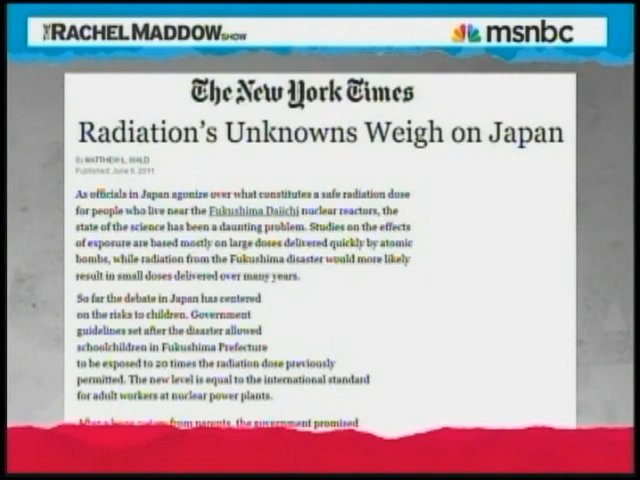 THE RACHEL MADDOW SHOW
msnbc
The New York Times
Radiation's Unknowns Weigh on Japan
By MATTHEW L. WALD
Published: June 6, 2011
As officials in Japan agonize over what constitutes a safe radiation dose
for people who live near the Fukushima Daiichi nuclear reactors, the
state of the science has been a daunting problem. Studies on the effects
of exposure are based mostly on large doses delivered quickly by atomic
bombs, while radiation from the Fukushima disaster would more likely
result in small doses delivered over many years.
So far the debate in Japan has centered
on the risks to children. Government
guidelines set after the disaster allowed
schoolchildren in Fukushima Prefecture
to be exposed to 20 times the radiation dose previously
permitted. The new level is equal to the international standard
for adult workers at nuclear power plants.
After a huge outcry from parents, the government promised